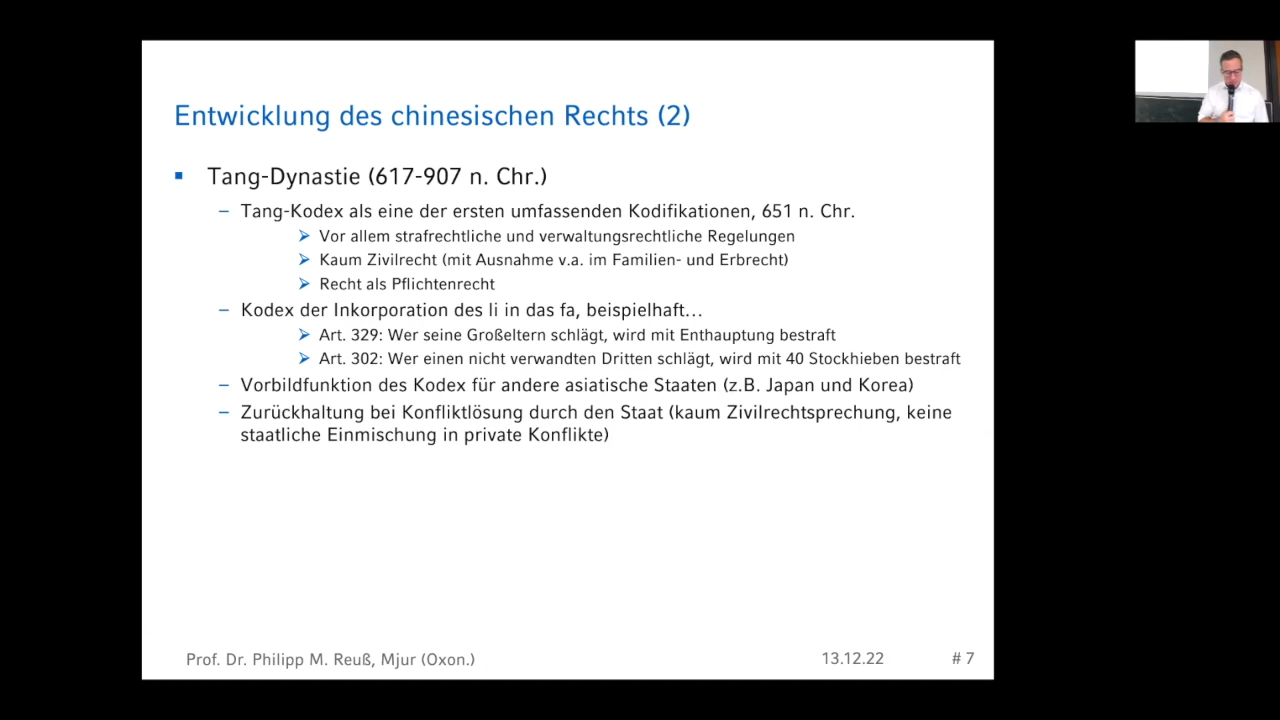 Entwicklung des chinesischen Rechts (2)
▪ Tang-Dynastie (617-907 n. Chr.)
– Tang-Kodex als eine der ersten umfassenden Kodifikationen, 651 n. Chr.
➢ Vor allem strafrechtliche und verwaltungsrechtliche Regelungen
➢ Kaum Zivilrecht (mit Ausnahme v.a. im Familien- und Erbrecht)
➢ Recht als Pflichtenrecht
– Kodex der Inkorporation des li in das fa, beispielhaft…
➢ Art. 329: Wer seine Großeltern schlägt, wird mit Enthauptung bestraft
➢ Art. 302: Wer einen nicht verwandten Dritten schlägt, wird mit 40 Stockhieben bestraft
– Vorbildfunktion des Kodex für andere asiatische Staaten (z.B. Japan und Korea)
– Zurückhaltung bei Konfliktlösung durch den Staat (kaum Zivilrechtsprechung, keine
staatliche Einmischung in private Konflikte)
Prof. Dr. Philipp M. Reuß, Mjur (Oxon.) 13.12.22 # 7